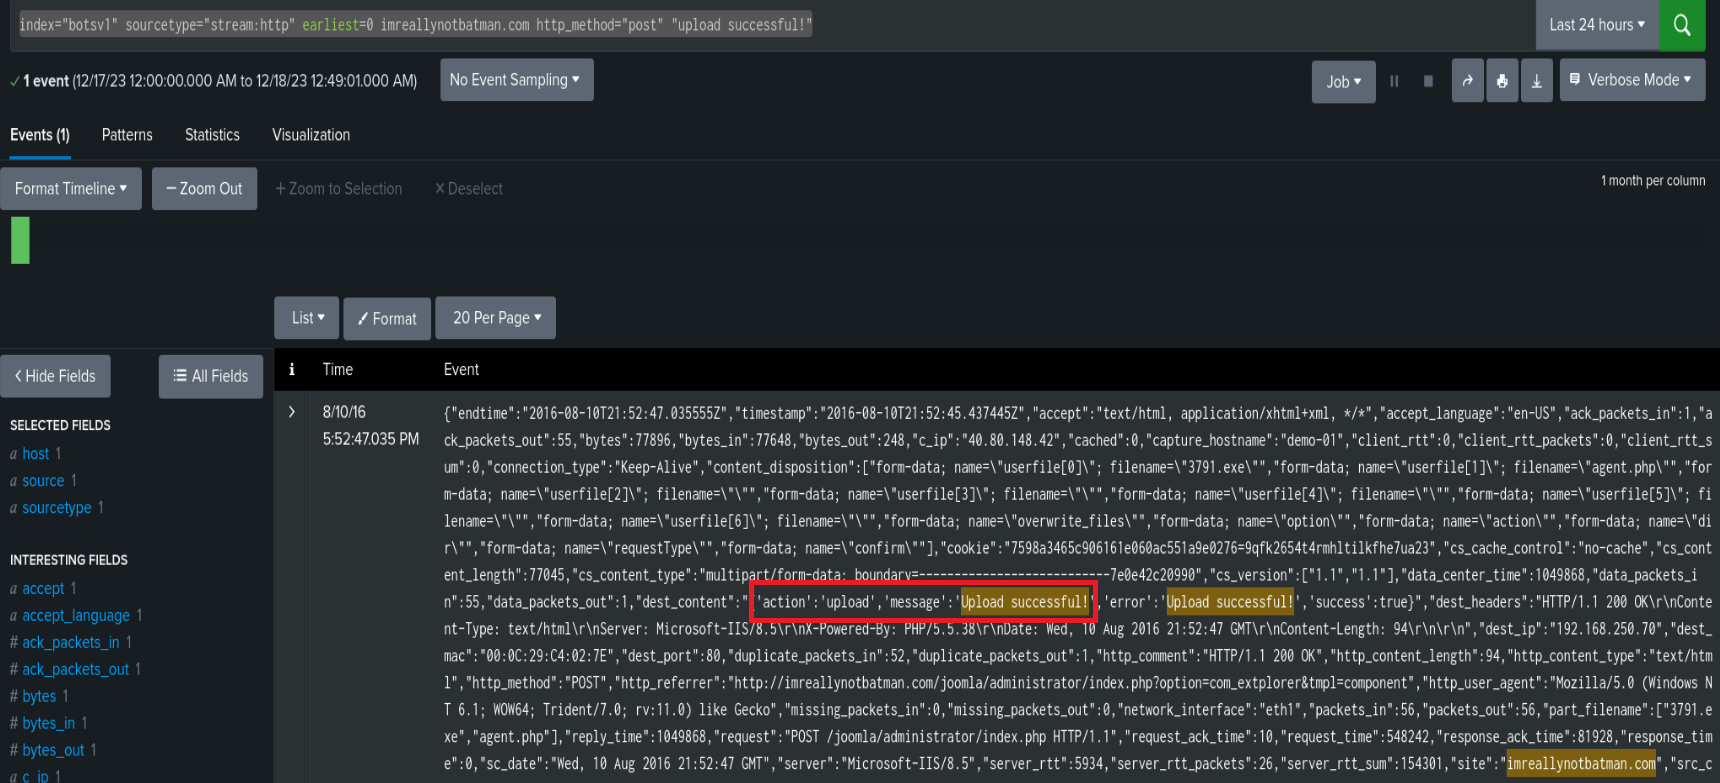 index="botsv1" sourcetype="stream:http" earliest=0 imreallynotbatman.com http_method="post" "upload successful!"
Last 24 hours
1 event (12/17/23 12:00:00.000 AM to 12/18/23 12:49:01.000 AM)
No Event Sampling
Job
Verbose Mode
Events (1)
Patterns
Statistics
Visualization
Format Timeline
– Zoom Out
+ Zoom to Selection
× Deselect
1 month per column
List
Format
20 Per Page
< Hide Fields
All Fields
i
Time
Event
SELECTED FIELDS
a host 1
a source 1
a sourcetype 1
INTERESTING FIELDS
a accept 1
a accept_language 1
# ack_packets_in 1
# ack_packets_out 1
# bytes 1
# bytes_in 1
# bytes_out 1
a c_ip 1
8/10/16
5:52:47.035 PM
{"endtime":"2016-08-10T21:52:47.035555Z","timestamp":"2016-08-10T21:52:45.437445Z","accept":"text/html, application/xhtml+xml, */*","accept_language":"en-US","ack_packets_in":1,"a
ck_packets_out":55,"bytes":77896,"bytes_in":77648,"bytes_out":248,"c_ip":"40.80.148.42","cached":0,"capture_hostname":"demo-01","client_rtt":0,"client_rtt_packets":0,"client_rtt_s
um":0,"connection_type":"Keep-Alive","content_disposition":["form-data; name=\"userfile[0]\"; filename=\"3791.exe\"","form-data; name=\"userfile[1]\"; filename=\"agent.php\"","for
m-data; name=\"userfile[2]\"; filename=\"\"","form-data; name=\"userfile[3]\"; filename=\"\"","form-data; name=\"userfile[4]\"; filename=\"\"","form-data; name=\"userfile[5]\"; fi
lename=\"\"","form-data; name=\"userfile[6]\"; filename=\"\"","form-data; name=\"overwrite_files\"","form-data; name=\"option\"","form-data; name=\"action\"","form-data; name=\"di
r\"","form-data; name=\"requestType\"","form-data; name=\"confirm\""],"cookie":"7598a3465c906161e060ac551a9e0276=9qfk2654t4rmhltilkfhe7ua23","cs_cache_control":"no-cache","cs_cont
ent_length":77045,"cs_content_type":"multipart/form-data; boundary=---------------------------7e0e42c20990","cs_version":["1.1","1.1"],"data_center_time":1049868,"data_packets_i
n":55,"data_packets_out":1,"dest_content":"{'action':'upload','message':'Upload successful!','error':'Upload successful!','success':true}","dest_headers":"HTTP/1.1 200 OK\r\nConte
nt-Type: text/html\r\nServer: Microsoft-IIS/8.5\r\nX-Powered-By: PHP/5.5.38\r\nDate: Wed, 10 Aug 2016 21:52:47 GMT\r\nContent-Length: 94\r\n\r\n","dest_ip":"192.168.250.70","dest_
mac":"00:0C:29:C4:02:7E","dest_port":80,"duplicate_packets_in":52,"duplicate_packets_out":1,"http_comment":"HTTP/1.1 200 OK","http_content_length":94,"http_content_type":"text/htm
l","http_method":"POST","http_referrer":"http://imreallynotbatman.com/joomla/administrator/index.php?option=com_extplorer&tmpl=component","http_user_agent":"Mozilla/5.0 (Windows N
T 6.1; WOW64; Trident/7.0; rv:11.0) like Gecko","missing_packets_in":0,"missing_packets_out":0,"network_interface":"eth1","packets_in":56,"packets_out":56,"part_filename":["3791.e
xe","agent.php"],"reply_time":1049868,"request":"POST /joomla/administrator/index.php HTTP/1.1","request_ack_time":10,"request_time":548242,"response_ack_time":81928,"response_tim
e":0,"sc_date":"Wed, 10 Aug 2016 21:52:47 GMT","server":"Microsoft-IIS/8.5","server_rtt":5934,"server_rtt_packets":26,"server_rtt_sum":154301,"site":"imreallynotbatman.com","src_c